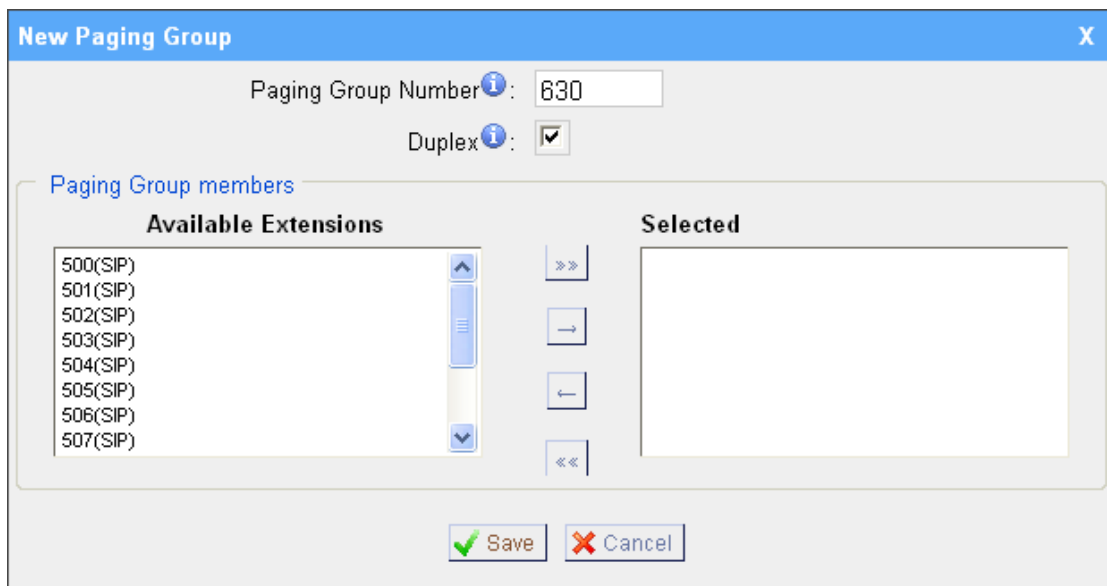 New Paging Group X
Paging Group Number i : 630
Duplex i :
Paging Group members
Available Extensions Selected
500(SIP)
501(SIP)
502(SIP)
503(SIP)
504(SIP)
505(SIP)
506(SIP)
507(SIP)
»»
→
←
««
Save Cancel